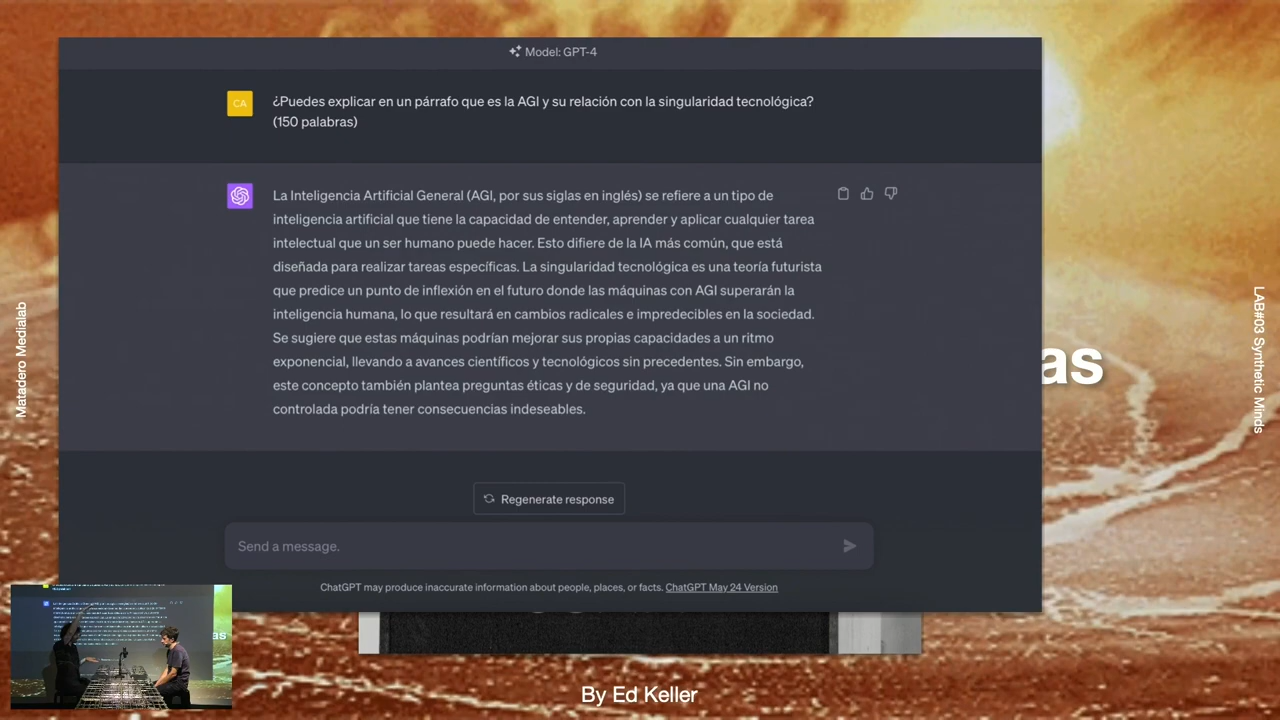 Model: GPT-4
CA
¿Puedes explicar en un párrafo que es la AGI y su relación con la singularidad tecnológica?
(150 palabras)
La Inteligencia Artificial General (AGI, por sus siglas en inglés) se refiere a un tipo de
inteligencia artificial que tiene la capacidad de entender, aprender y aplicar cualquier tarea
intelectual que un ser humano puede hacer. Esto difiere de la IA más común, que está
diseñada para realizar tareas específicas. La singularidad tecnológica es una teoría futurista
que predice un punto de inflexión en el futuro donde las máquinas con AGI superarán la
inteligencia humana, lo que resultará en cambios radicales e impredecibles en la sociedad.
Se sugiere que estas máquinas podrían mejorar sus propias capacidades a un ritmo
exponencial, llevando a avances científicos y tecnológicos sin precedentes. Sin embargo,
este concepto también plantea preguntas éticas y de seguridad, ya que una AGI no
controlada podría tener consecuencias indeseables.
Regenerate response
Send a message.
ChatGPT may produce inaccurate information about people, places, or facts. ChatGPT May 24 Version
Matadero Medialab
LAB#03 Synthetic Minds
as
By Ed Keller